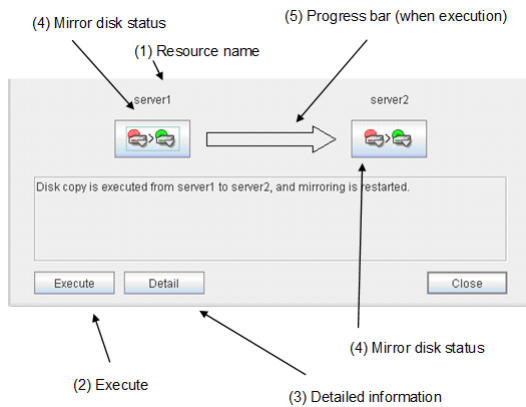 (4) Mirror disk status
(5) Progress bar (when execution)
(1) Resource name
server1
server2
Disk copy is executed from server1 to server2, and mirroring is restarted.
Execute
Detail
Close
(4) Mirror disk status
(2) Execute
(3) Detailed information